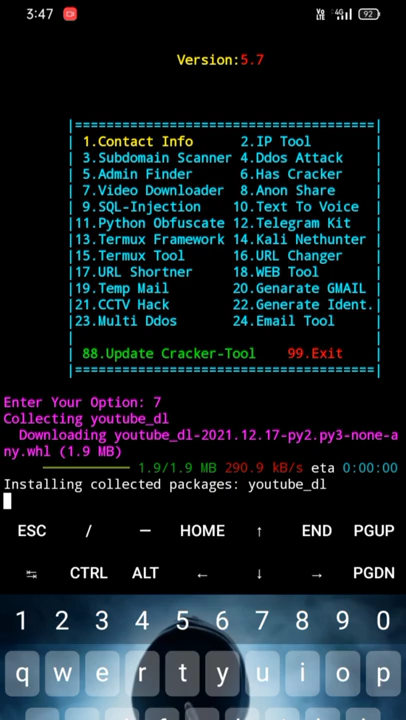 3:47 Vo LTE 4G 92
Version:5.7
1.Contact Info 2.IP Tool
3.Subdomain Scanner 4.Ddos Attack
5.Admin Finder 6.Has Cracker
7.Video Downloader 8.Anon Share
9.SQL-Injection 10.Text To Voice
11.Python Obfuscate 12.Telegram Kit
13.Termux Framework 14.Kali Nethunter
15.Termux Tool 16.URL Changer
17.URL Shortner 18.WEB Tool
19.Temp Mail 20.Genarate GMAIL
21.CCTV Hack 22.Generate Ident.
23.Multi Ddos 24.Email Tool
88.Update Cracker-Tool 99.Exit
Enter Your Option: 7
Collecting youtube_dl
Downloading youtube_dl-2021.12.17-py2.py3-none-a
ny.whl (1.9 MB)
1.9/1.9 MB 290.9 kB/s eta 0:00:00
Installing collected packages: youtube_dl
ESC / — HOME ↑ END PGUP
↹ CTRL ALT ← ↓ → PGDN
1 2 3 4 5 6 7 8 9 0
q w e r t y u i o p